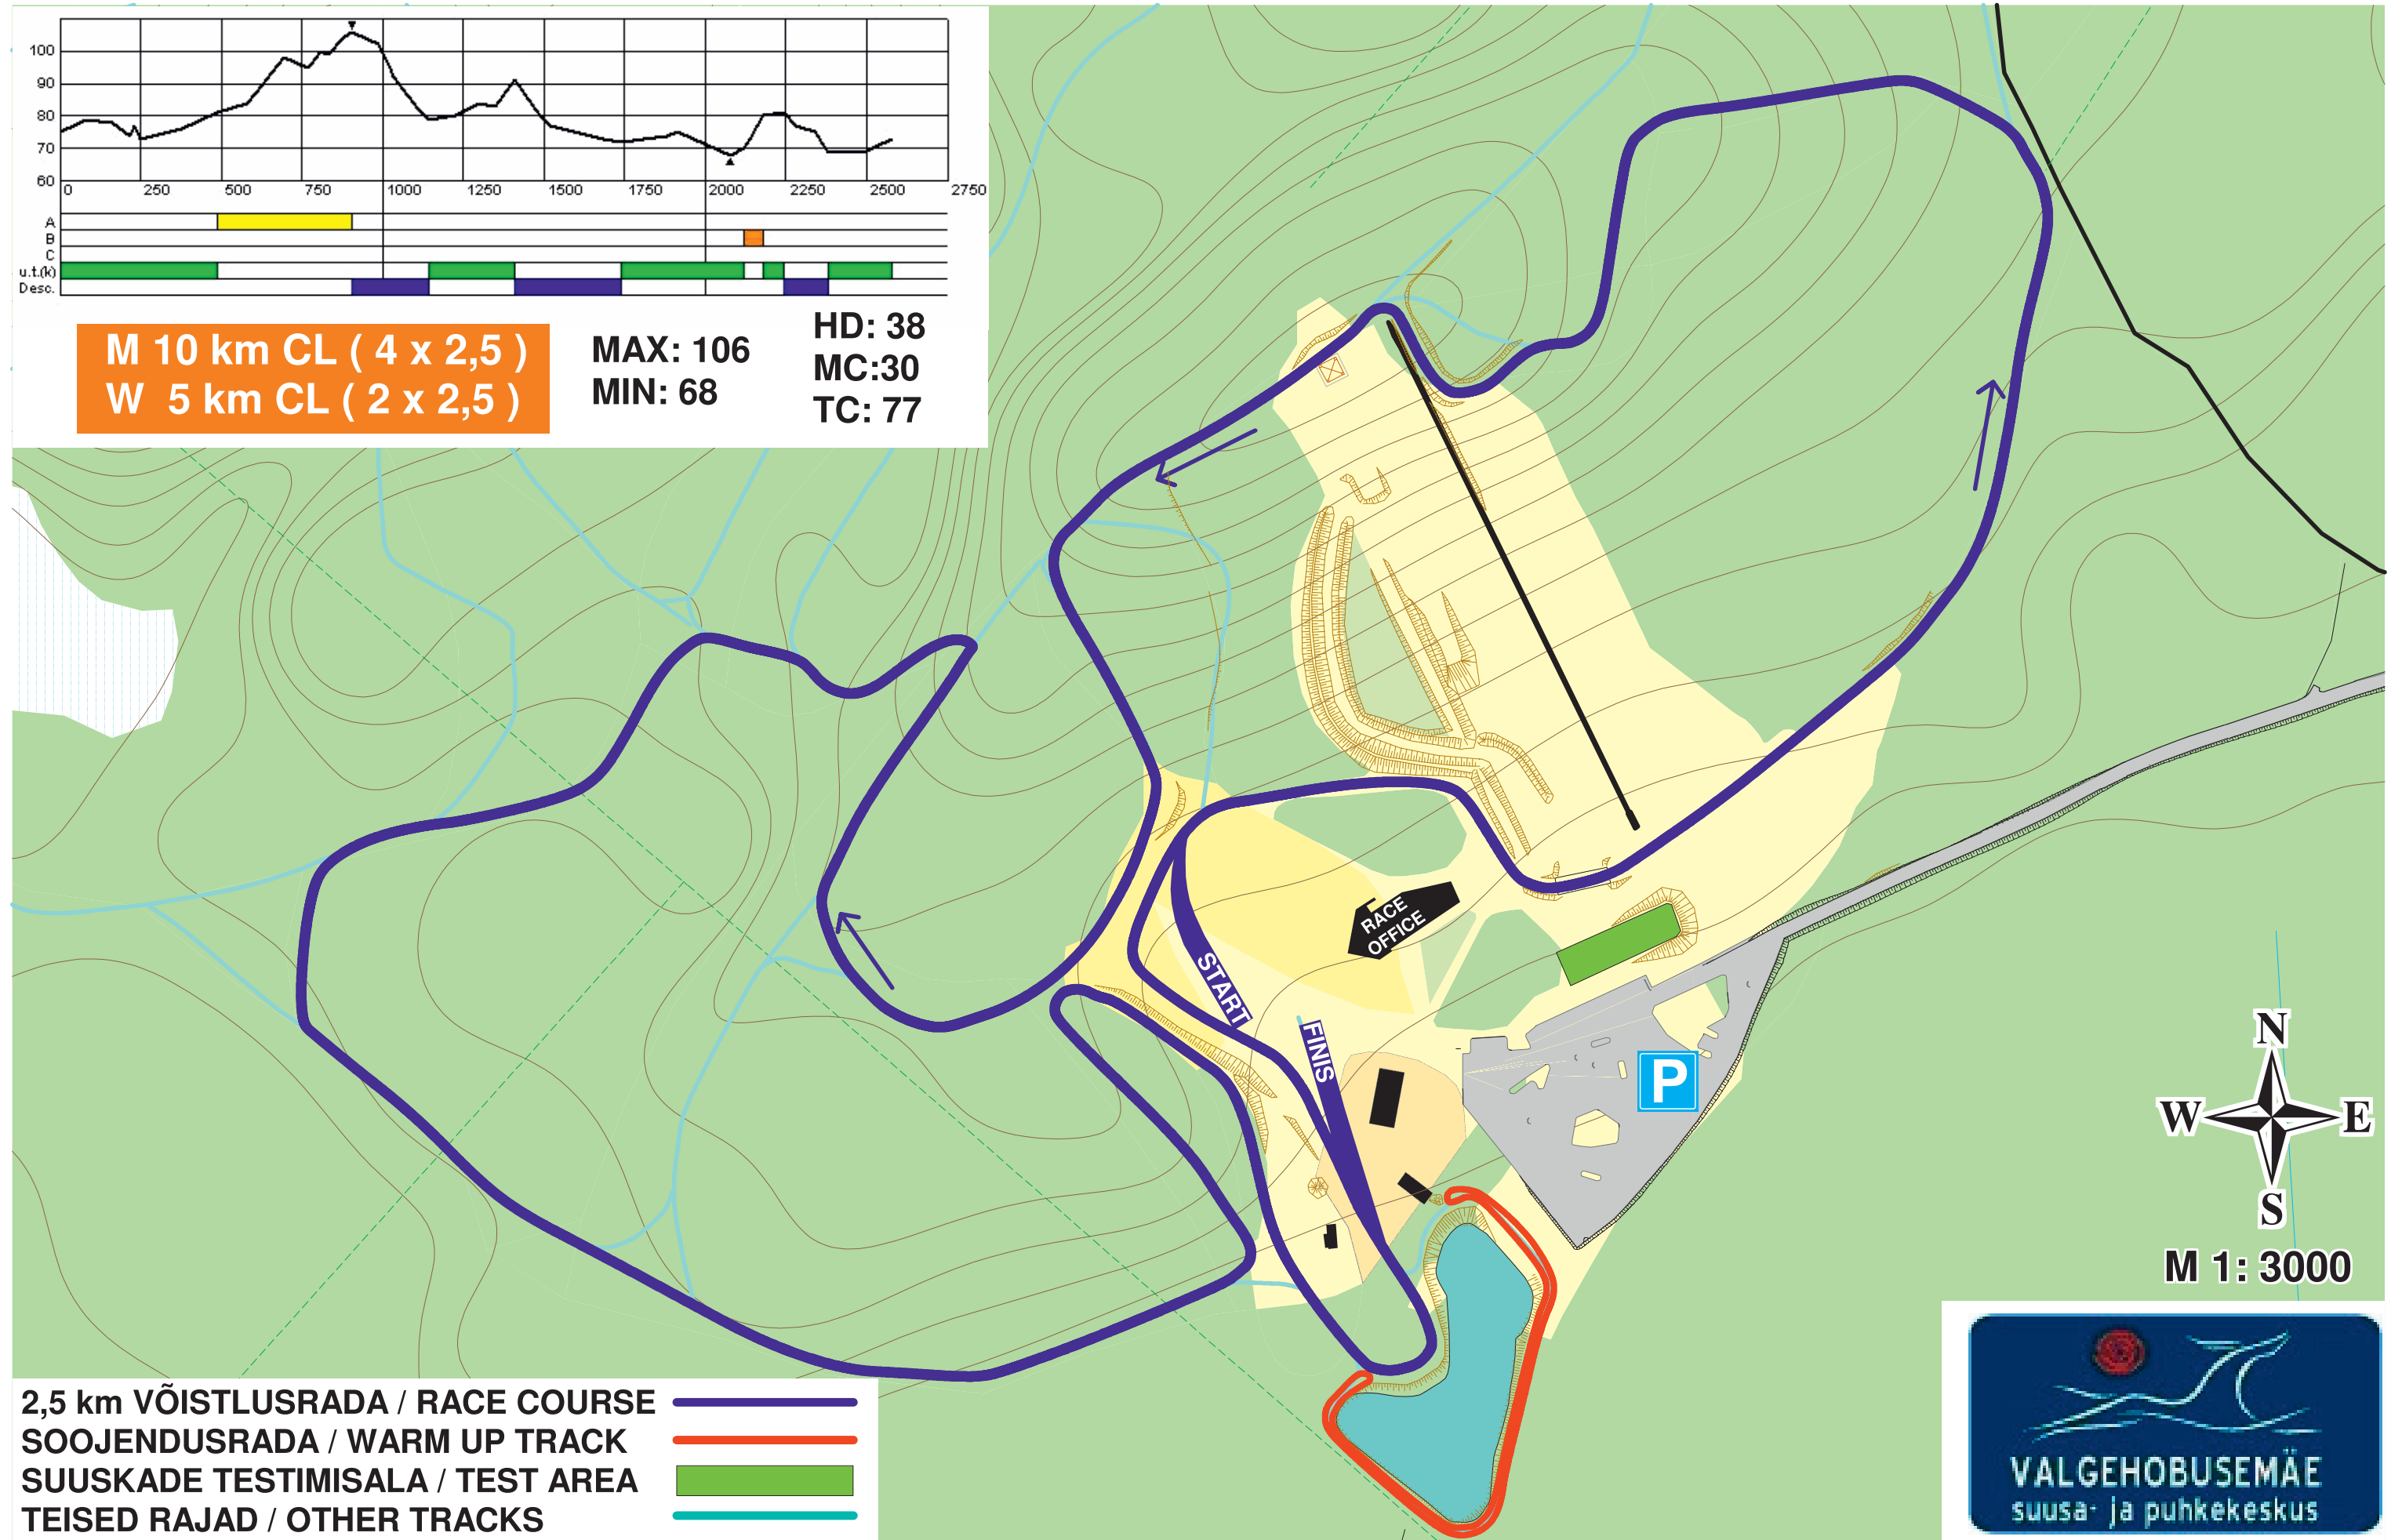 100
90
80
70
60
0 250 500 750 1000 1250 1500 1750 2000 2250 2500 2750
A
B
C
u.t.(k)
Desc.
M 10 km CL ( 4 x 2,5 )
W 5 km CL ( 2 x 2,5 )
MAX: 106
MIN: 68
HD: 38
MC:30
TC: 77
RACE
OFFICE
START
FINIS
P
N
W E
S
M 1: 3000
2,5 km VÕISTLUSRADA / RACE COURSE
SOOJENDUSRADA / WARM UP TRACK
SUUSKADE TESTIMISALA / TEST AREA
TEISED RAJAD / OTHER TRACKS
VALGEHOBUSEMÄE
suusa- ja puhkekeskus